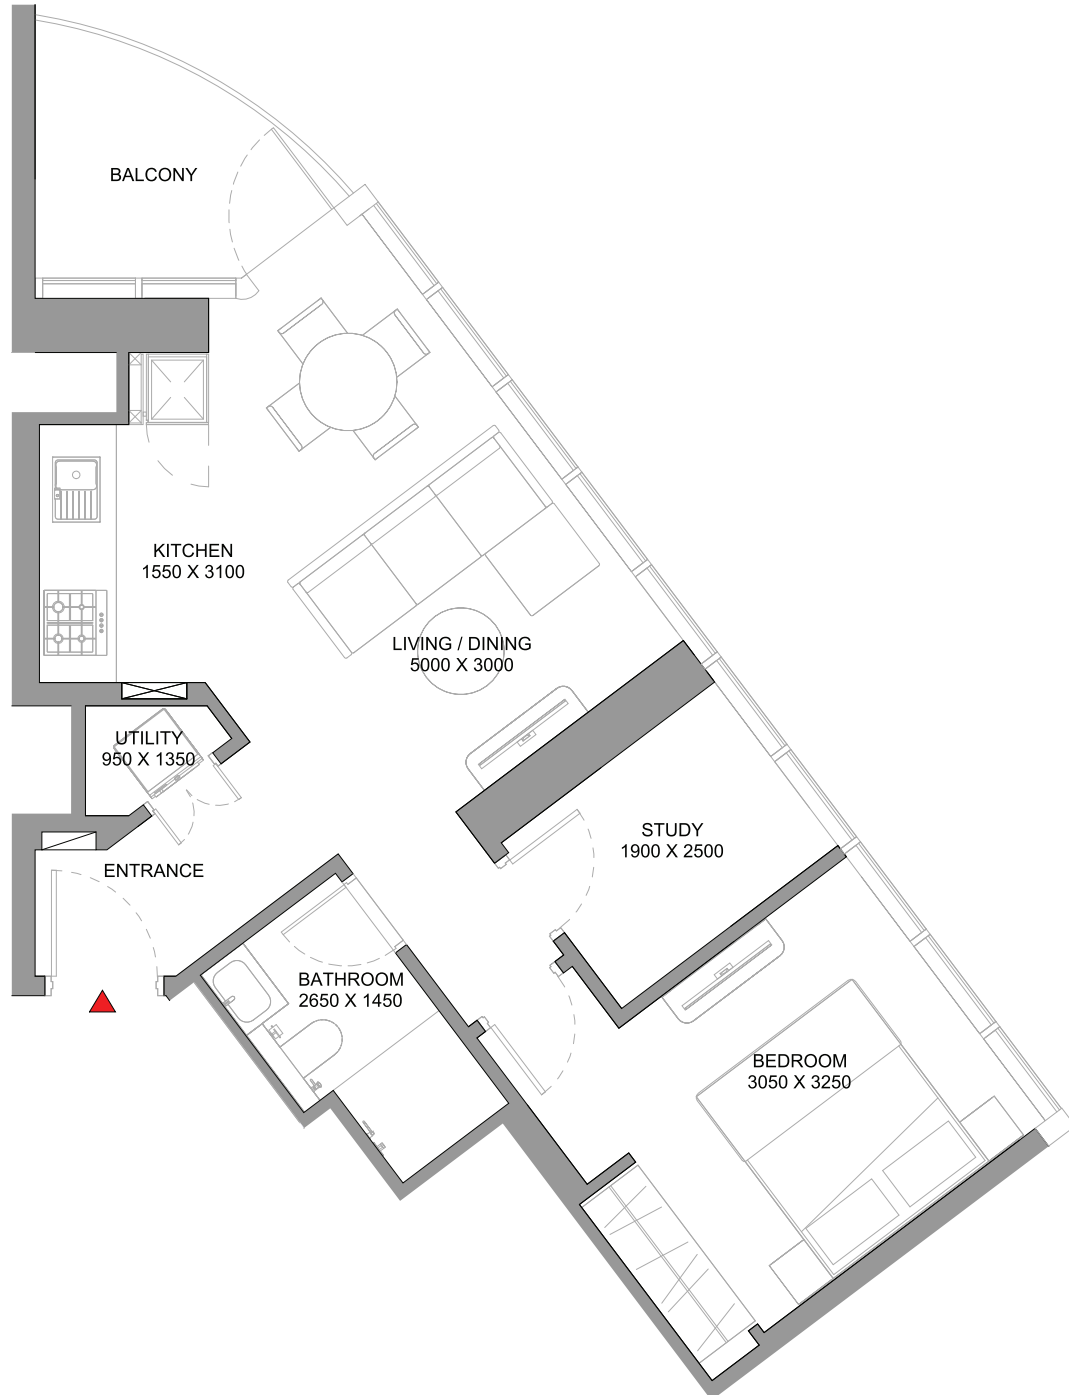 BALCONY
KITCHEN
1550 X 3100
LIVING / DINING
5000 X 3000
UTILITY
950 X 1350
STUDY
1900 X 2500
ENTRANCE
BATHROOM
2650 X 1450
BEDROOM
3050 X 3250